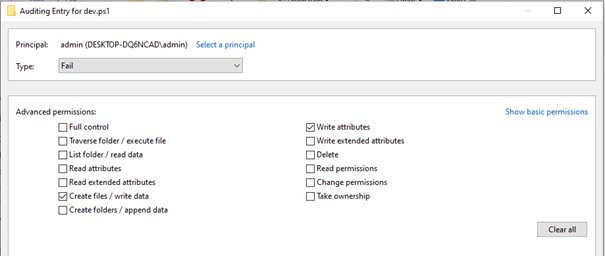 Auditing Entry for dev.ps1
Principal: admin (DESKTOP-DQ6NCAD\admin) Select a principal
Type: Fail
Advanced permissions: Show basic permissions
Full control Write attributes
Traverse folder / execute file Write extended attributes
List folder / read data Delete
Read attributes Read permissions
Read extended attributes Change permissions
Create files / write data Take ownership
Create folders / append data
Clear all